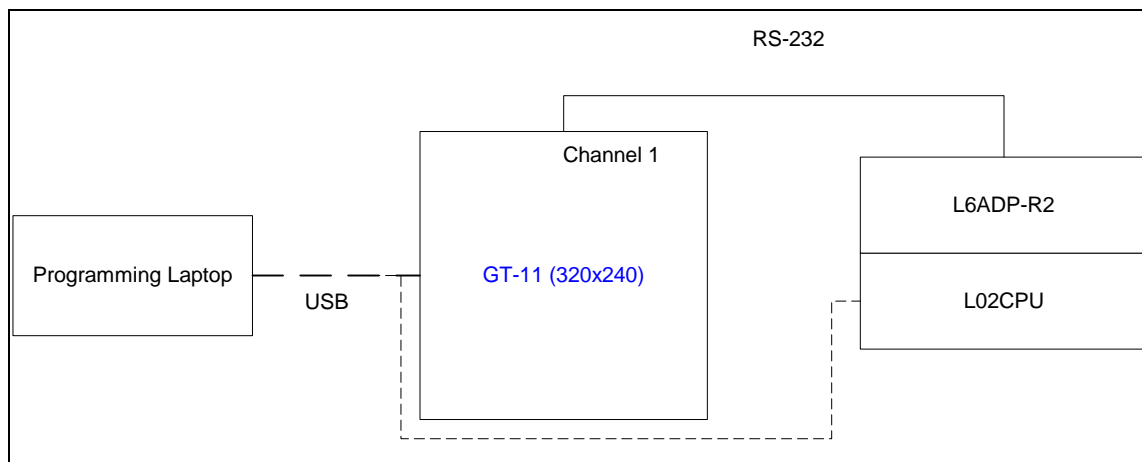 RS-232
Channel 1
L6ADP-R2
Programming Laptop
GT-11 (320x240)
USB
L02CPU